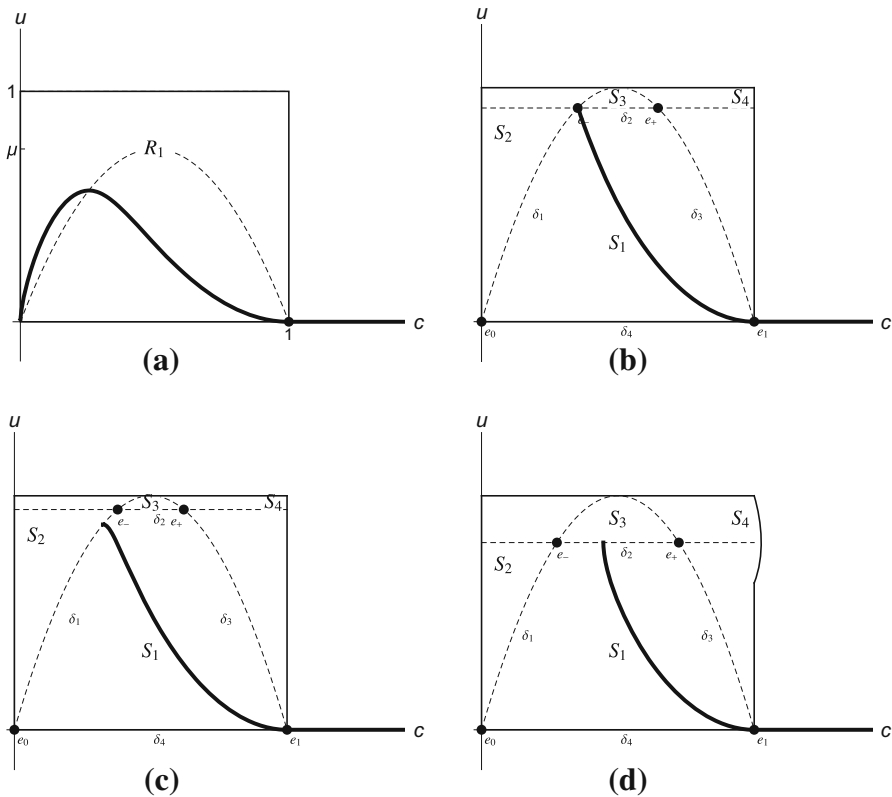 u
1
μ
R₁
1
c
(a)
u
S₃
S₄
e₋
δ₂
e₊
S₂
δ₁
δ₃
S₁
e₀
δ₄
e₁
c
(b)
u
S₃
S₄
e₋
δ₂
e₊
S₂
δ₁
δ₃
S₁
e₀
δ₄
e₁
c
(c)
u
S₃
S₄
e₋
δ₂
e₊
S₂
δ₁
δ₃
S₁
e₀
δ₄
e₁
c
(d)